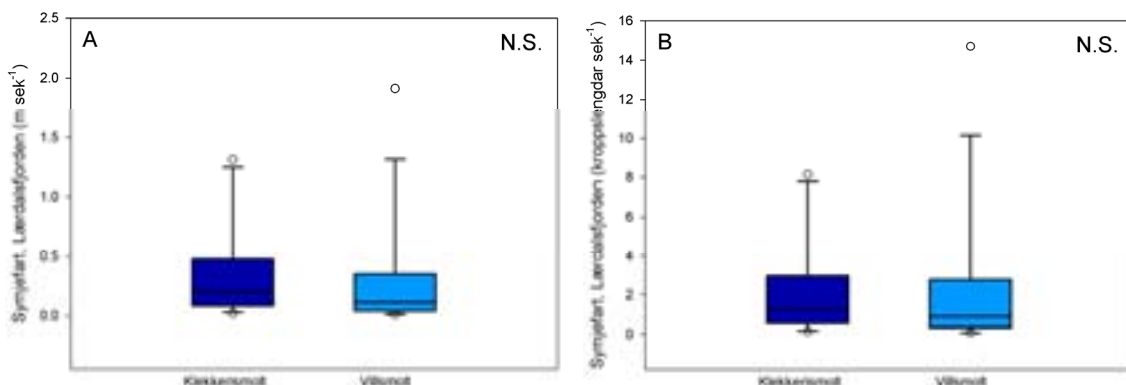 A
N.S.
Symjefart, Lærdalsfjorden (m sek-1)
2.5
2.0
1.5
1.0
0.5
0.0
Klekkerismolt
Villsmolt
B
N.S.
Symjefart, Lærdalsfjorden (kroppslengdar sek-1)
16
14
12
10
8
6
4
2
0
Klekkerismolt
Villsmolt